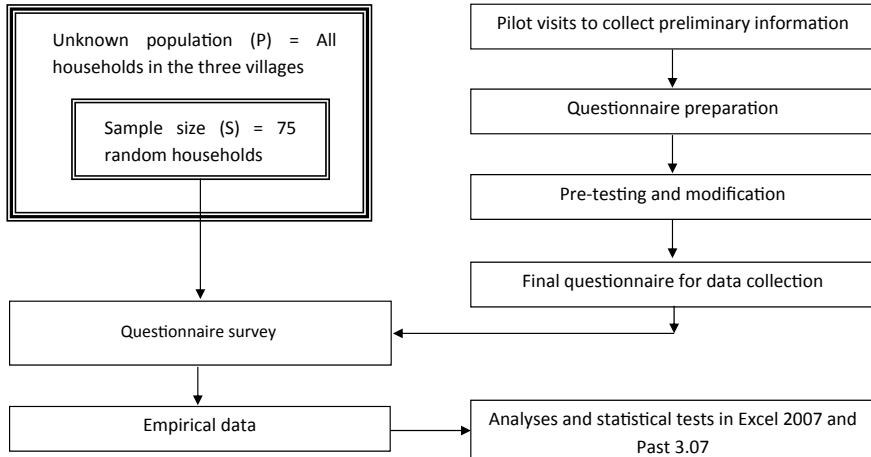 Unknown population (P) = All
households in the three villages
Sample size (S) = 75
random households
Pilot visits to collect preliminary information
Questionnaire preparation
Pre-testing and modification
Final questionnaire for data collection
Questionnaire survey
Empirical data
Analyses and statistical tests in Excel 2007 and
Past 3.07